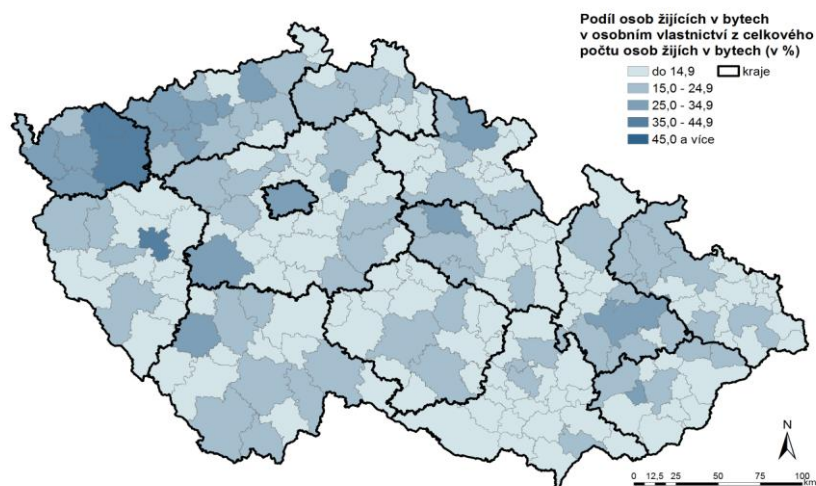 Podíl osob žijících v bytech
v osobním vlastnictví z celkového
počtu osob žijích v bytech (v %)
do 14,9 kraje
15,0 - 24,9
25,0 - 34,9
35,0 - 44,9
45,0 a více
N
0 12,5 25 50 75 100
km